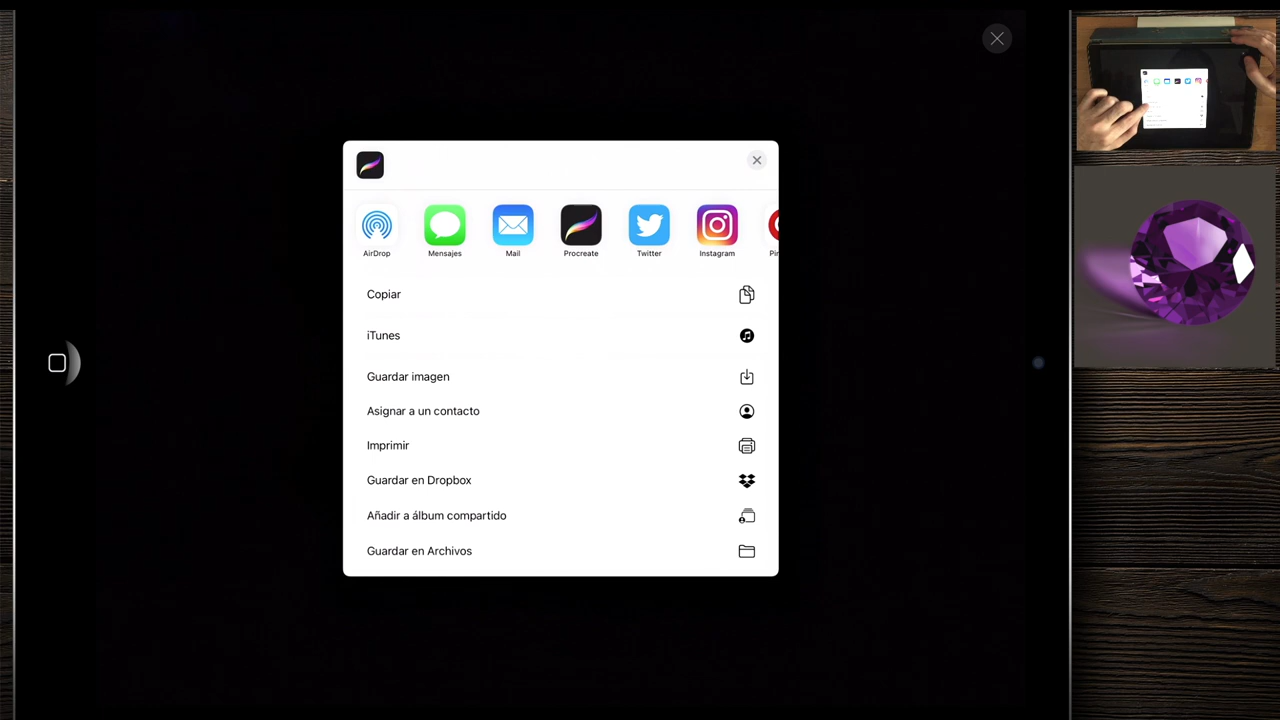 AirDrop
Mensajes
Mail
Procreate
Twitter
Instagram
Copiar
iTunes
Guardar imagen
Asignar a un contacto
Imprimir
Guardar en Dropbox
Añadir a álbum compartido
Guardar en Archivos